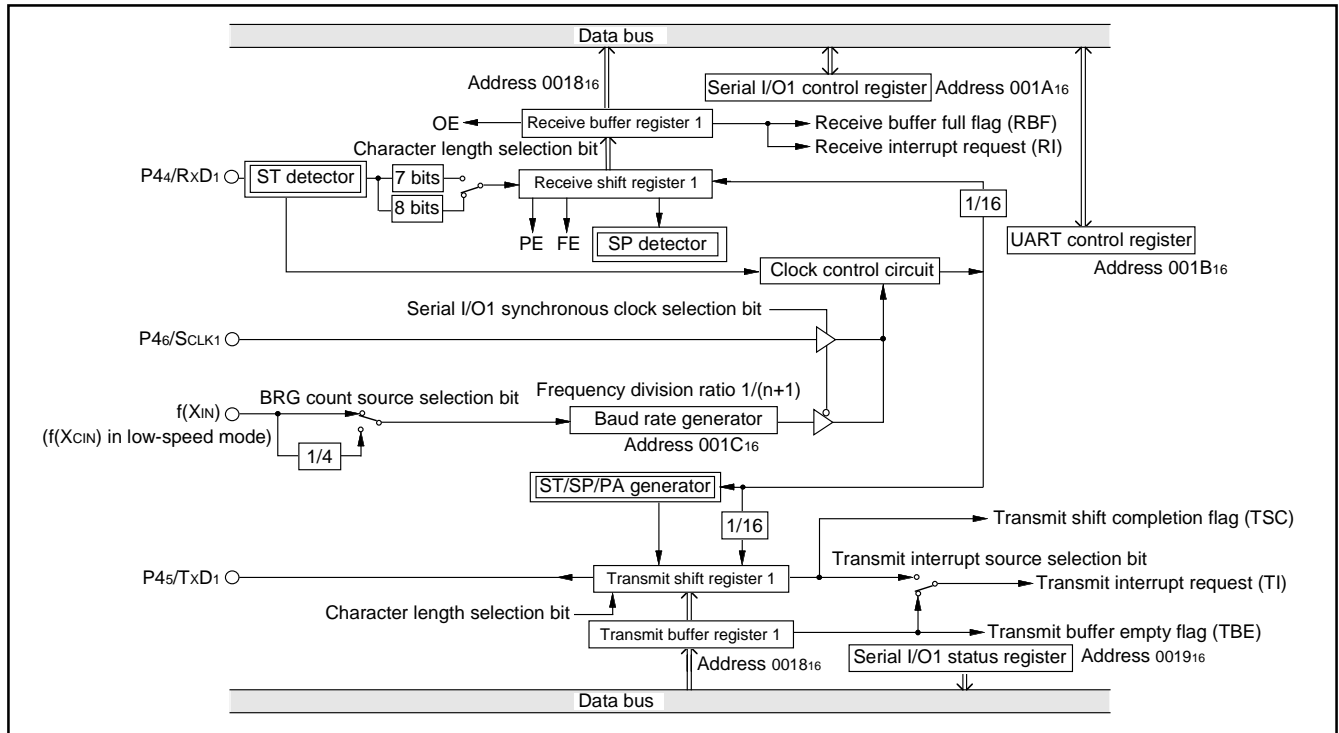 Data bus
Address 001816
Serial I/O1 control register Address 001A16
OE Receive buffer register 1 Receive buffer full flag (RBF)
Receive interrupt request (RI)
Character length selection bit
P44/RXD1 ST detector 7 bits Receive shift register 1
8 bits
1/16
PE FE SP detector
UART control register
Address 001B16
Clock control circuit
Serial I/O1 synchronous clock selection bit
P46/SCLK1
BRG count source selection bit Frequency division ratio 1/(n+1)
f(XIN) Baud rate generator
(f(XCIN) in low-speed mode) Address 001C16
1/4
ST/SP/PA generator
1/16 Transmit shift completion flag (TSC)
Transmit interrupt source selection bit
P45/TXD1 Transmit shift register 1 Transmit interrupt request (TI)
Character length selection bit
Transmit buffer register 1 Transmit buffer empty flag (TBE)
Address 001816 Serial I/O1 status register Address 001916
Data bus